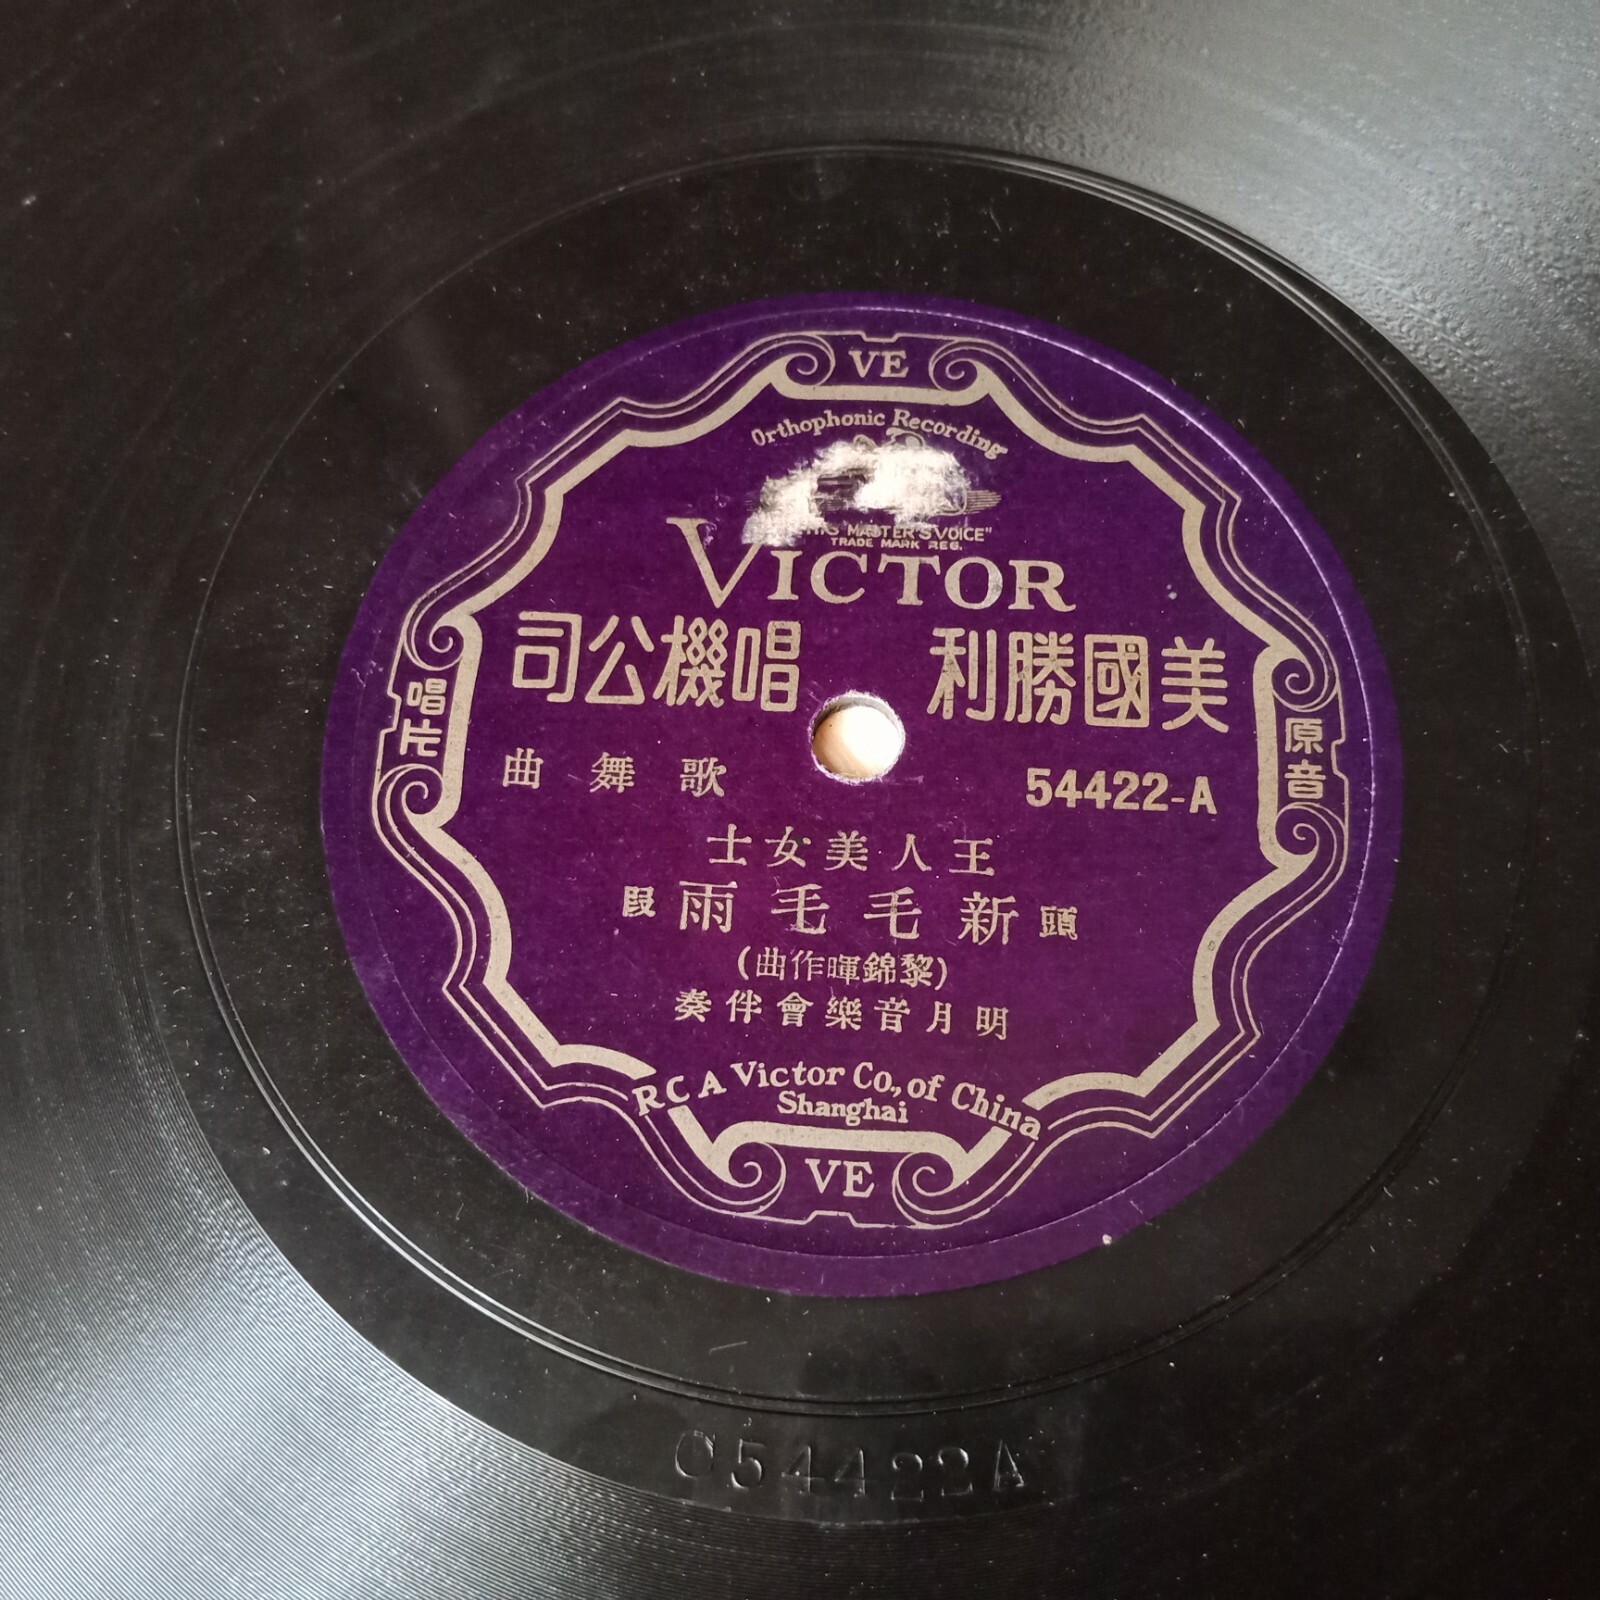 VE
Orthophonic Recording
"HIS MASTER'S VOICE"
TRADE MARK REG.
VICTOR
美國勝利 唱機公司
原音
唱片
54422-A
歌舞曲
王人美女士
頭 新毛毛雨 段
(黎錦暉作曲)
明月音樂會伴奏
RCA Victor Co., of China
Shanghai
VE
C54422A